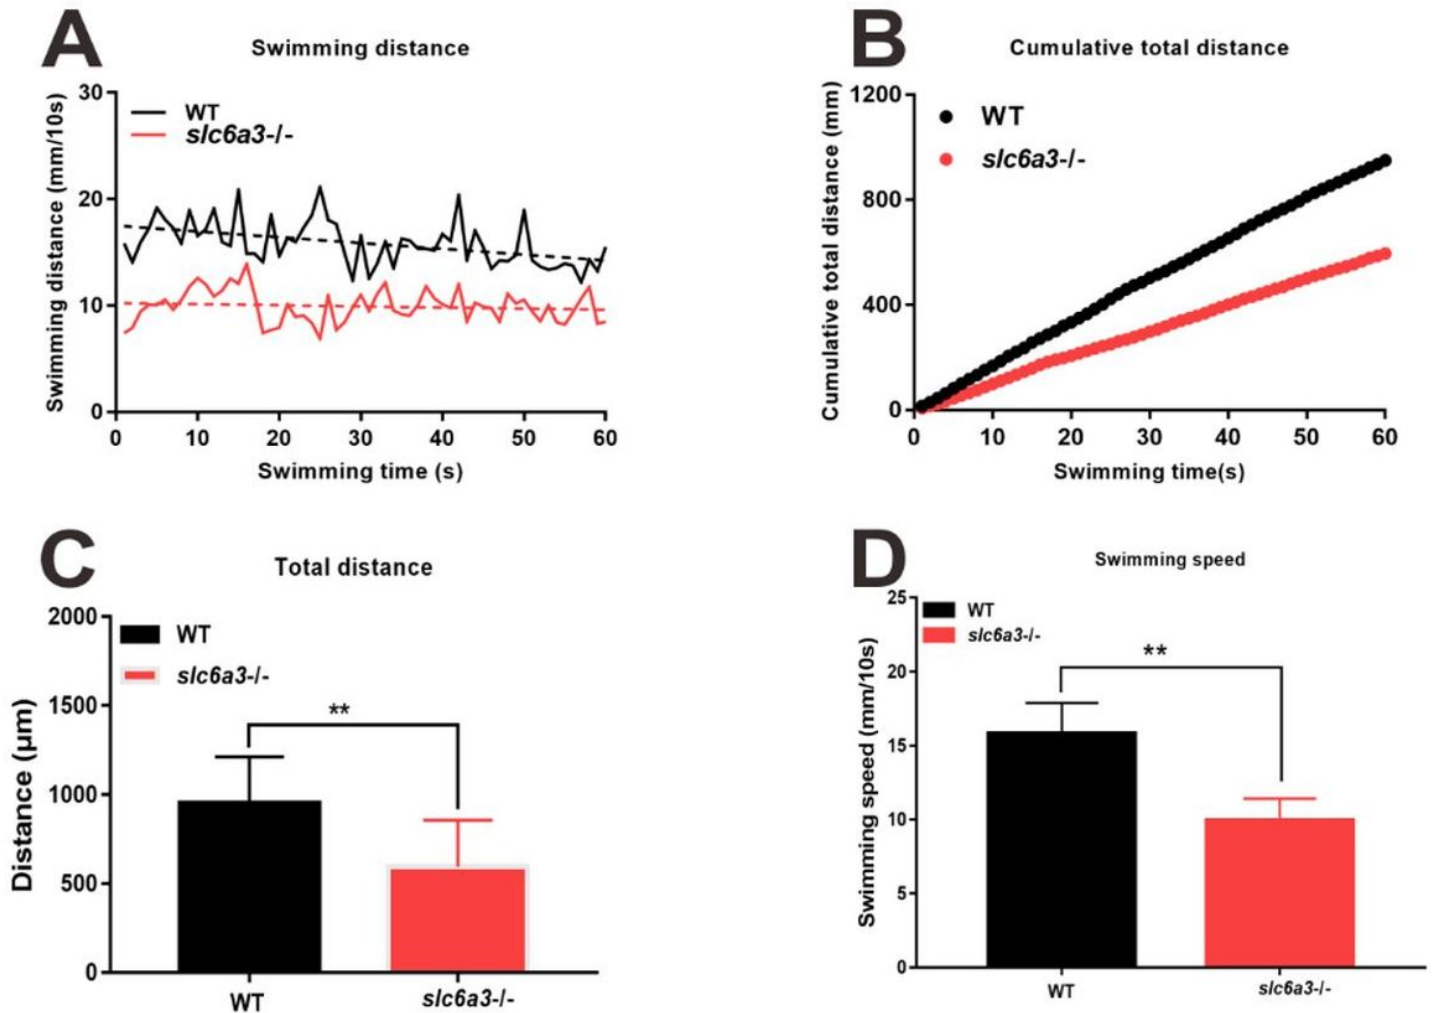 A
Swimming distance
Swimming distance (mm/10s)
30
20
10
0
WT
slc6a3-/-
0 10 20 30 40 50 60
Swimming time (s)
B
Cumulative total distance
Cumulative total distance (mm)
1200
800
400
0
WT
slc6a3-/-
0 10 20 30 40 50 60
Swimming time(s)
C
Total distance
Distance (μm)
2000
1500
1000
500
0
WT
slc6a3-/-
**
WT slc6a3-/-
D
Swimming speed
Swimming speed (mm/10s)
25
20
15
10
5
0
WT
slc6a3-/-
**
WT slc6a3-/-